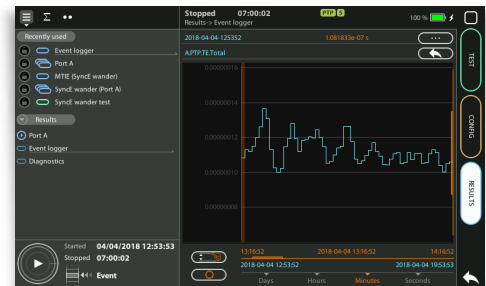 Stopped 07:00:02 PTP S 100 %
Results-> Event logger
Recently used
Event logger
Port A
MTIE (SyncE wander)
SyncE wander (Port A)
SyncE wander test
Results
Port A
Event logger
Diagnostics
Started 04/04/2018 12:53:53
Stopped 07:00:02
Event
2018-04-04-125352 1.081833e-07 s ...
A.PTP.TE.Total
0.00000016
0.00000014
0.00000012
0.00000010
0.00000008
13:16:52 2018-04-04 13:16:52 14:16:52
2018-04-04 12:53:52 2018-04-04 19:53:53
Days Hours Minutes Seconds
TEST
CONFIG
RESULTS